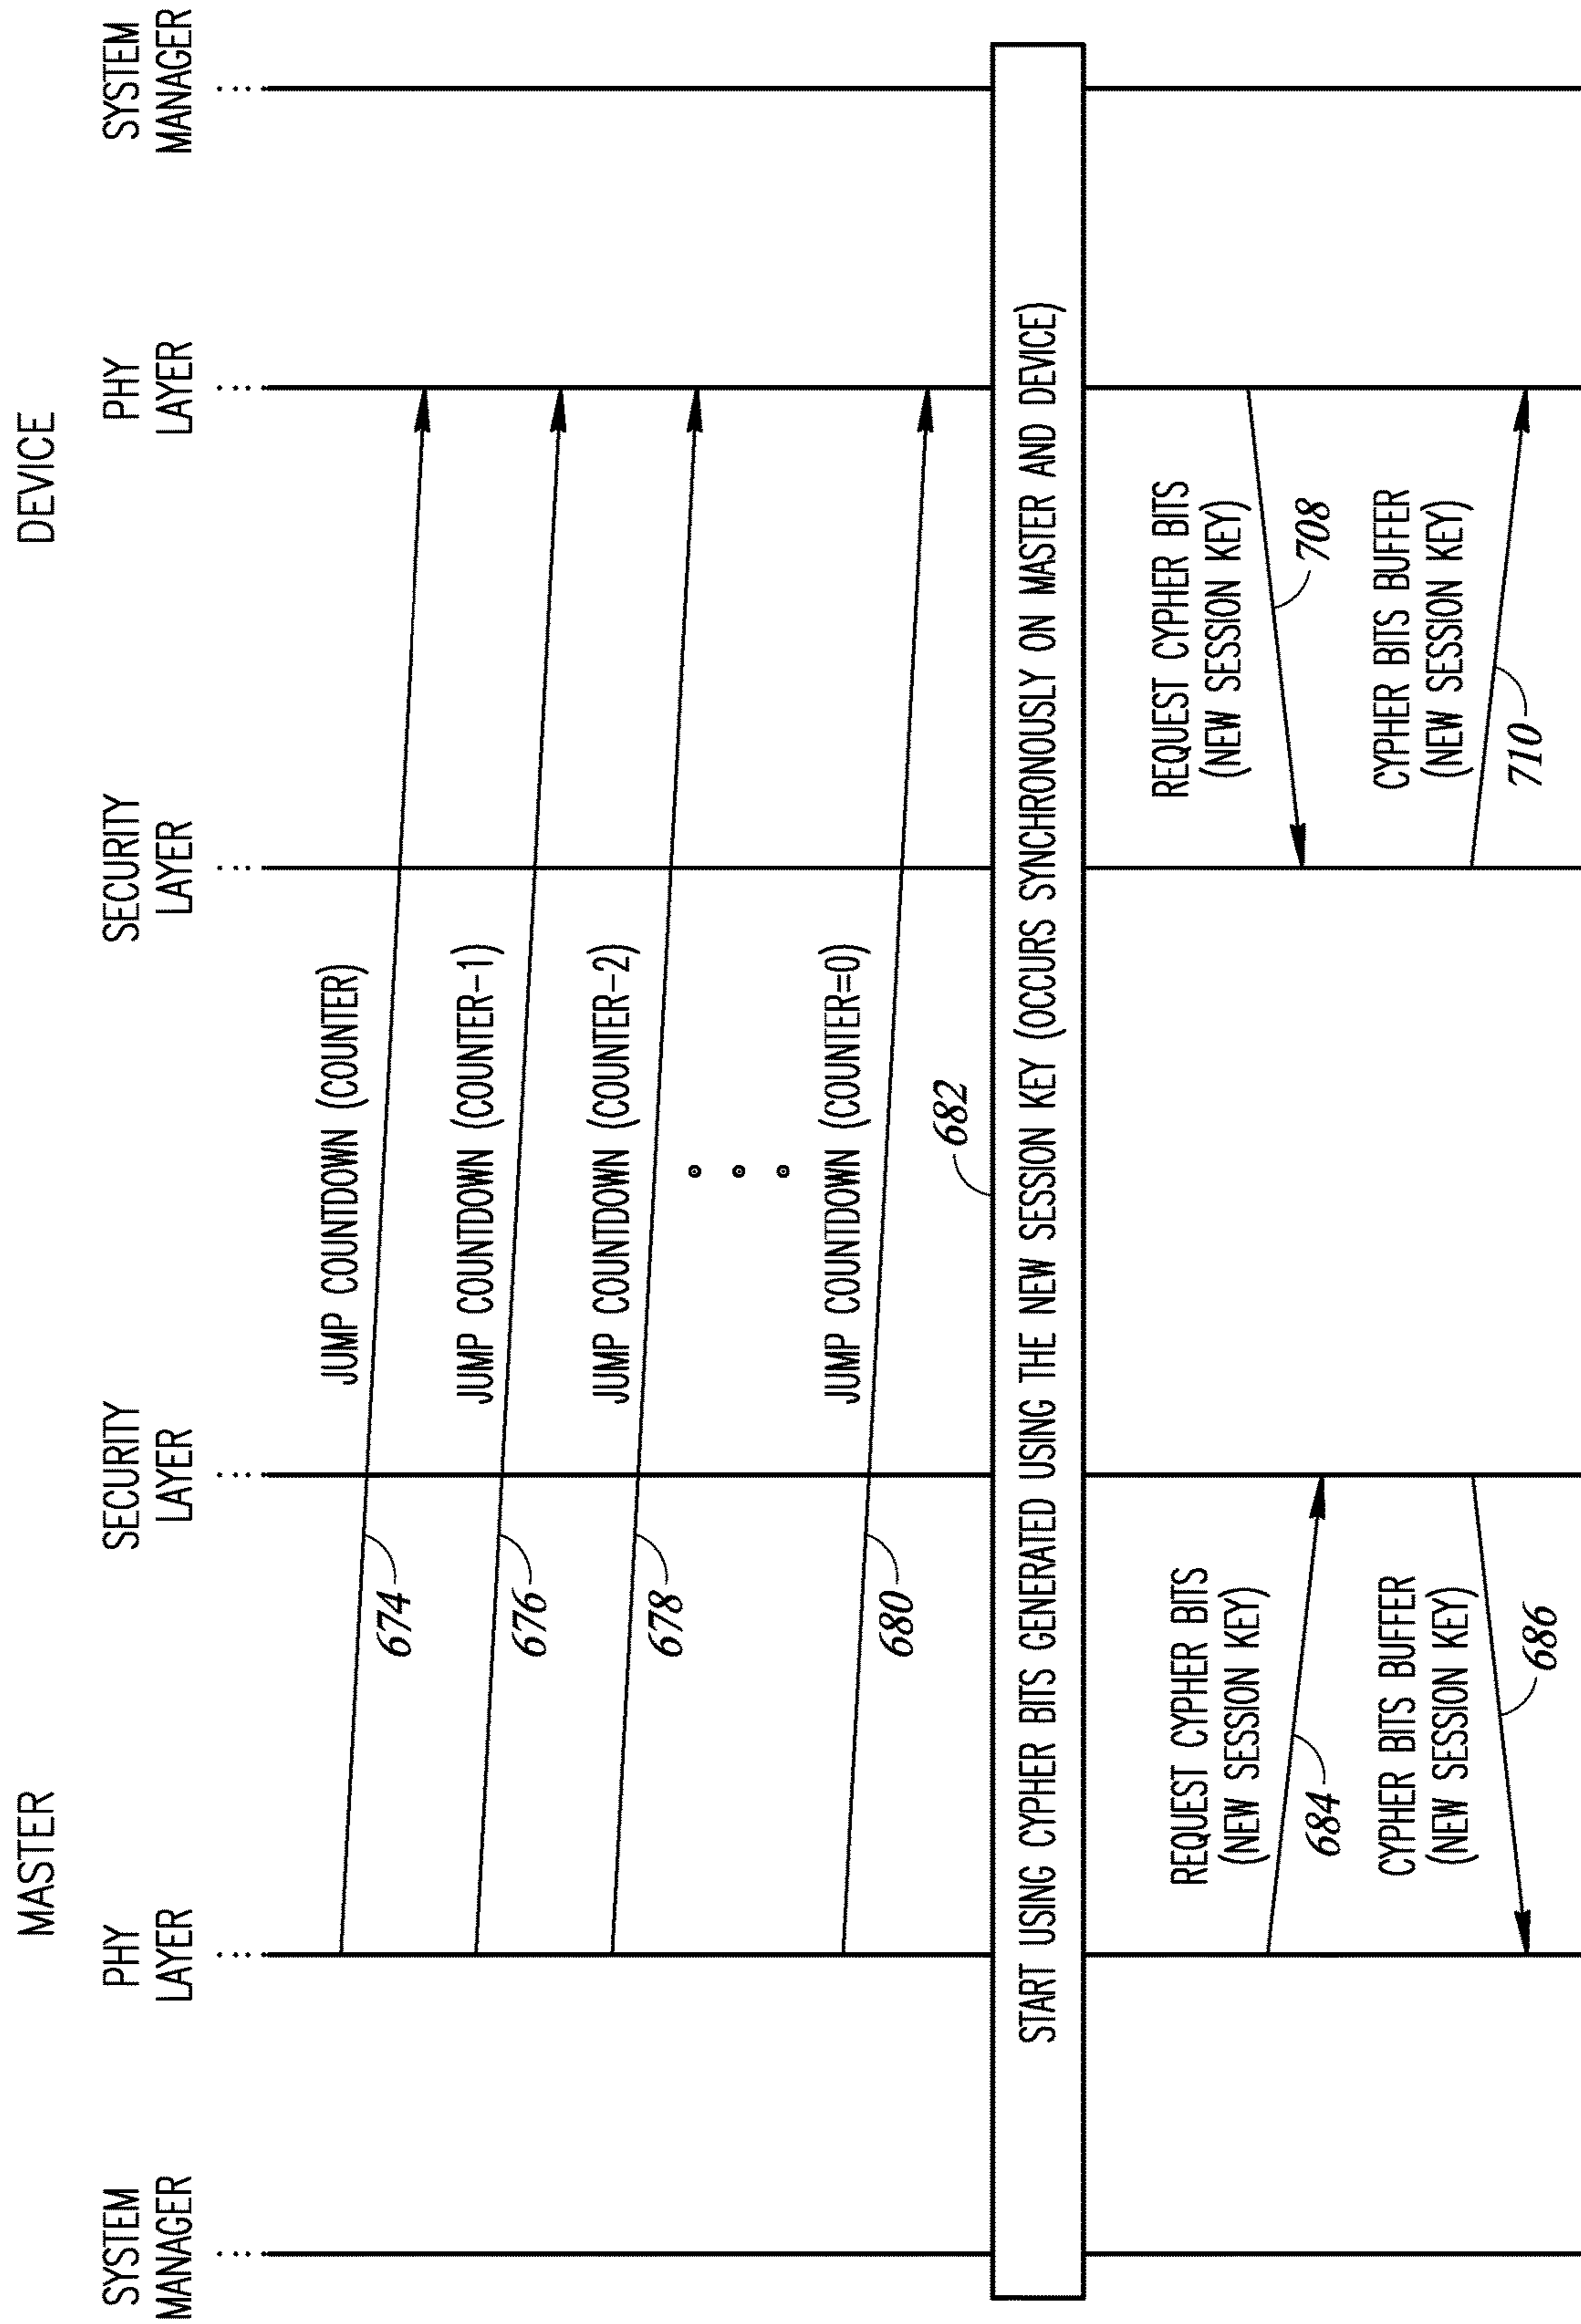 MASTER
DEVICE
SYSTEM
MANAGER
PHY
LAYER
SECURITY
LAYER
SECURITY
LAYER
PHY
LAYER
SYSTEM
MANAGER
JUMP COUNTDOWN (COUNTER)
674
JUMP COUNTDOWN (COUNTER-1)
676
JUMP COUNTDOWN (COUNTER-2)
678
JUMP COUNTDOWN (COUNTER=0)
680
682
START USING CYPHER BITS GENERATED USING THE NEW SESSION KEY (OCCURS SYNCHRONOUSLY ON MASTER AND DEVICE)
REQUEST CYPHER BITS
(NEW SESSION KEY)
684
REQUEST CYPHER BITS
(NEW SESSION KEY)
708
CYPHER BITS BUFFER
(NEW SESSION KEY)
686
CYPHER BITS BUFFER
(NEW SESSION KEY)
710